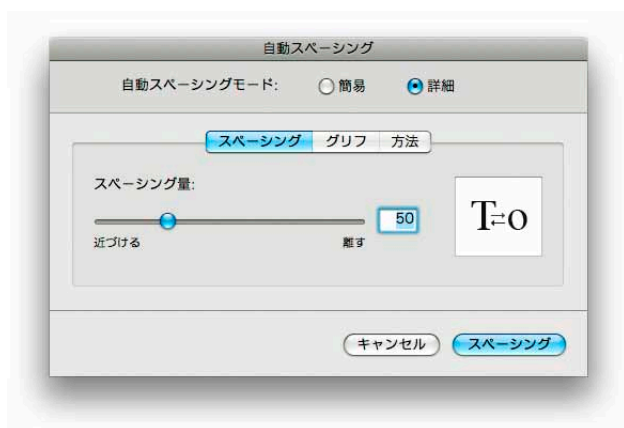 自動スペーシング
自動スペーシングモード: 簡易 詳細
スペーシング グリフ 方法
スペーシング量:
50
近づける 離す
T⇄o
キャンセル スペーシング